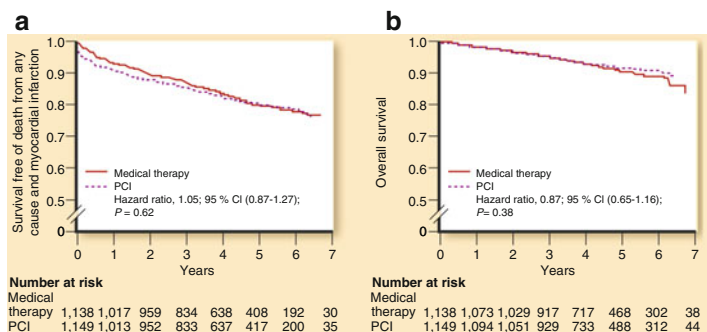 a
Survival free of death from any
cause and myocardial infarction
1.0
0.9
0.8
0.7
0.6
0.5
0
Medical therapy
PCI
Hazard ratio, 1.05; 95 % CI (0.87-1.27);
P = 0.62
0 1 2 3 4 5 6 7
Years
Number at risk
Medical
therapy 1,138 1,017 959 834 638 408 192 30
PCI 1,149 1,013 952 833 637 417 200 35
b
Overall survival
1.0
0.9
0.8
0.7
0.6
0.5
0
Medical therapy
PCI
Hazard ratio, 0.87; 95 % CI (0.65-1.16);
P= 0.38
0 1 2 3 4 5 6 7
Years
Number at risk
Medical
therapy 1,138 1,073 1,029 917 717 468 302 38
PCI 1,149 1,094 1,051 929 733 488 312 44